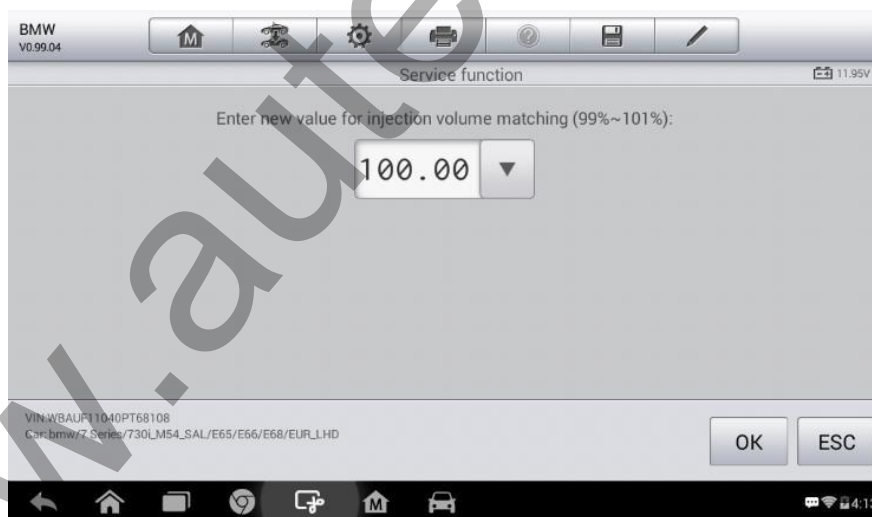 BMW
V0.99.04
Service function
11.95V
Enter new value for injection volume matching (99%~101%):
100.00
VIN:WBAUF11040PT68108
Car:bmw/7 Series/730i_M54_SAL/E65/E66/E68/EUR_LHD
OK
ESC
w.aute